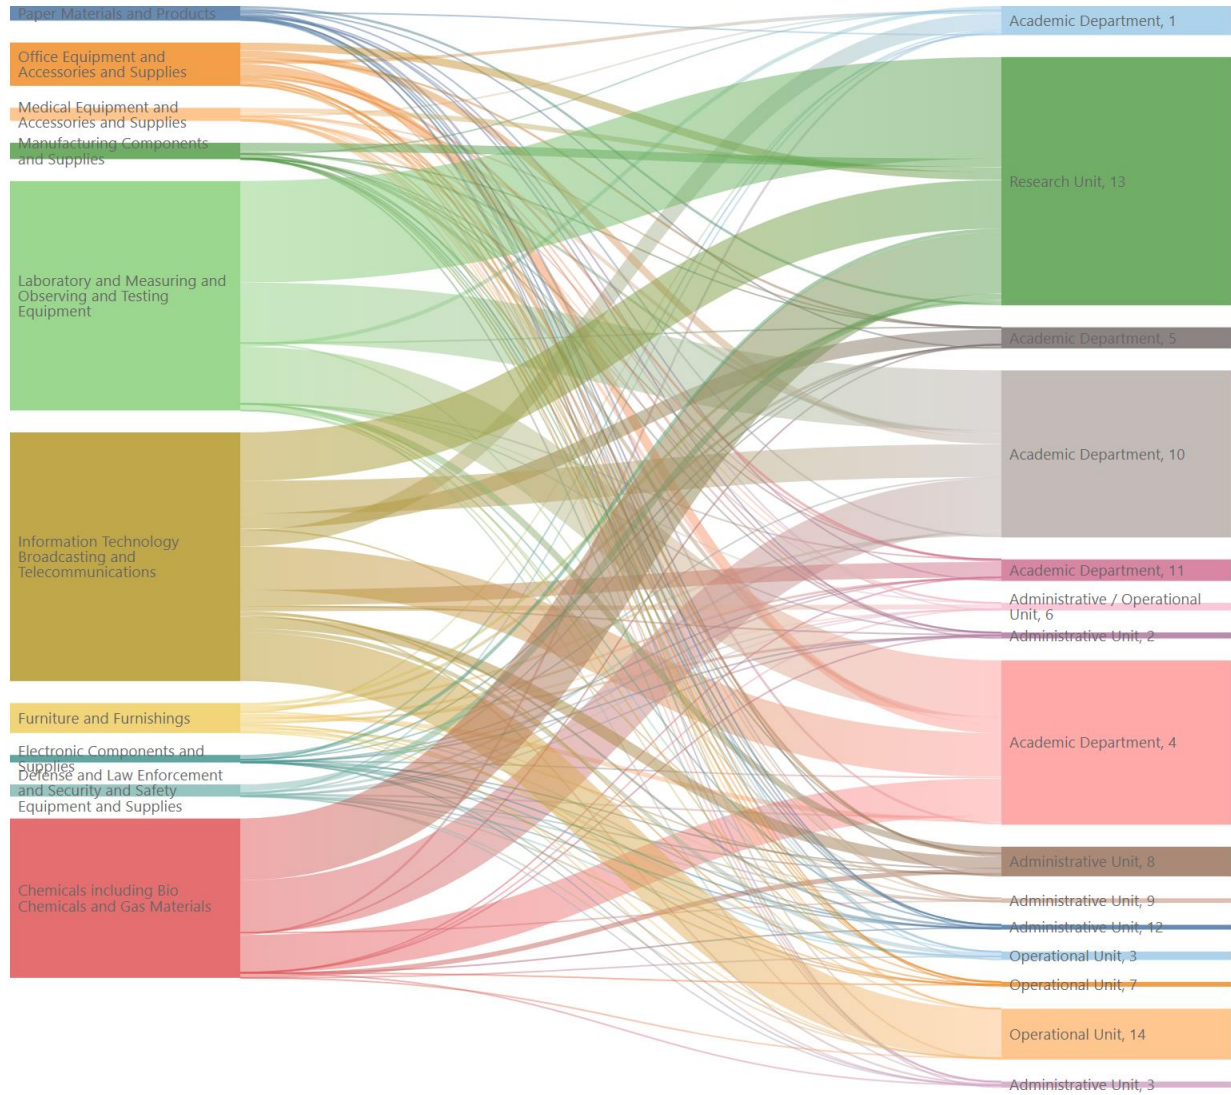 Paper Materials and Products
Office Equipment and
Accessories and Supplies
Medical Equipment and
Accessories and Supplies
Manufacturing Components
and Supplies
Laboratory and Measuring and
Observing and Testing
Equipment
Information Technology
Broadcasting and
Telecommunications
Furniture and Furnishings
Electronic Components and
Supplies
Defense and Law Enforcement
and Security and Safety
Equipment and Supplies
Chemicals including Bio
Chemicals and Gas Materials
Academic Department, 1
Research Unit, 13
Academic Department, 5
Academic Department, 10
Academic Department, 11
Administrative / Operational
Unit, 6
Administrative Unit, 2
Academic Department, 4
Administrative Unit, 8
Administrative Unit, 9
Administrative Unit, 12
Operational Unit, 3
Operational Unit, 7
Operational Unit, 14
Administrative Unit, 3